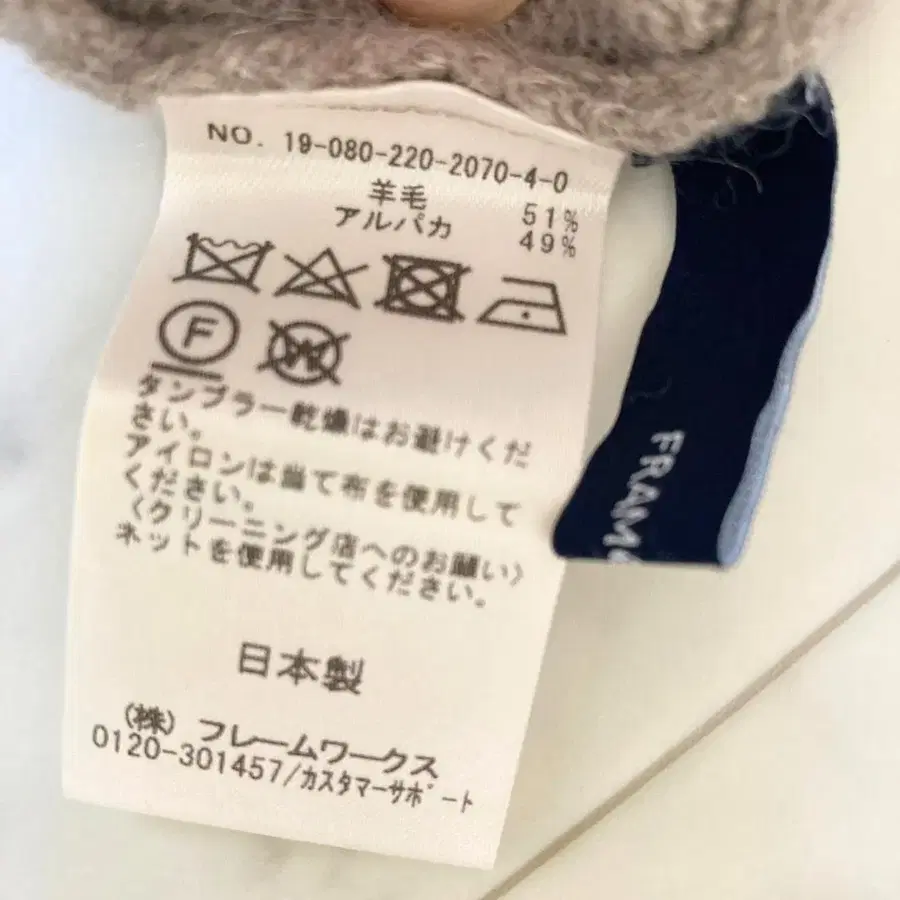 NO. 19-080-220-2070-4-0
羊毛 51%
アルパカ 49%
F
W
タンブラー乾燥はお避けくだ
さい。
アイロンは当て布を使用して
ください。
〈クリーニング店へのお願い〉
ネットを使用してください。
日本製
(株) フレームワークス
0120-301457/カスタマーサポート